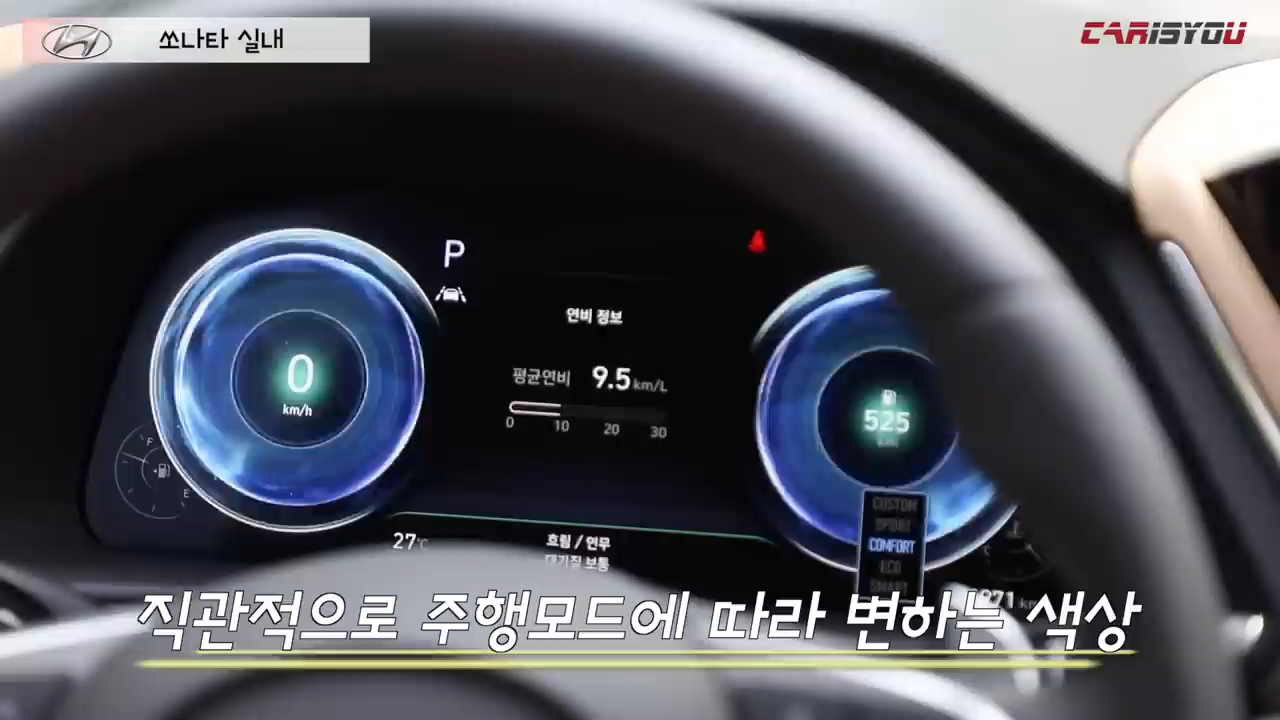 쏘나타 실내
CARISYOU
P
연비 정보
평균연비 9.5 km/L
0 10 20 30
0
km/h
525
km
F
E
CUSTOM
SPORT
COMFORT
ECO
SMART
27℃
흐림 / 연무
대기질 보통
직관적으로 주행모드에 따라 변하는 색상